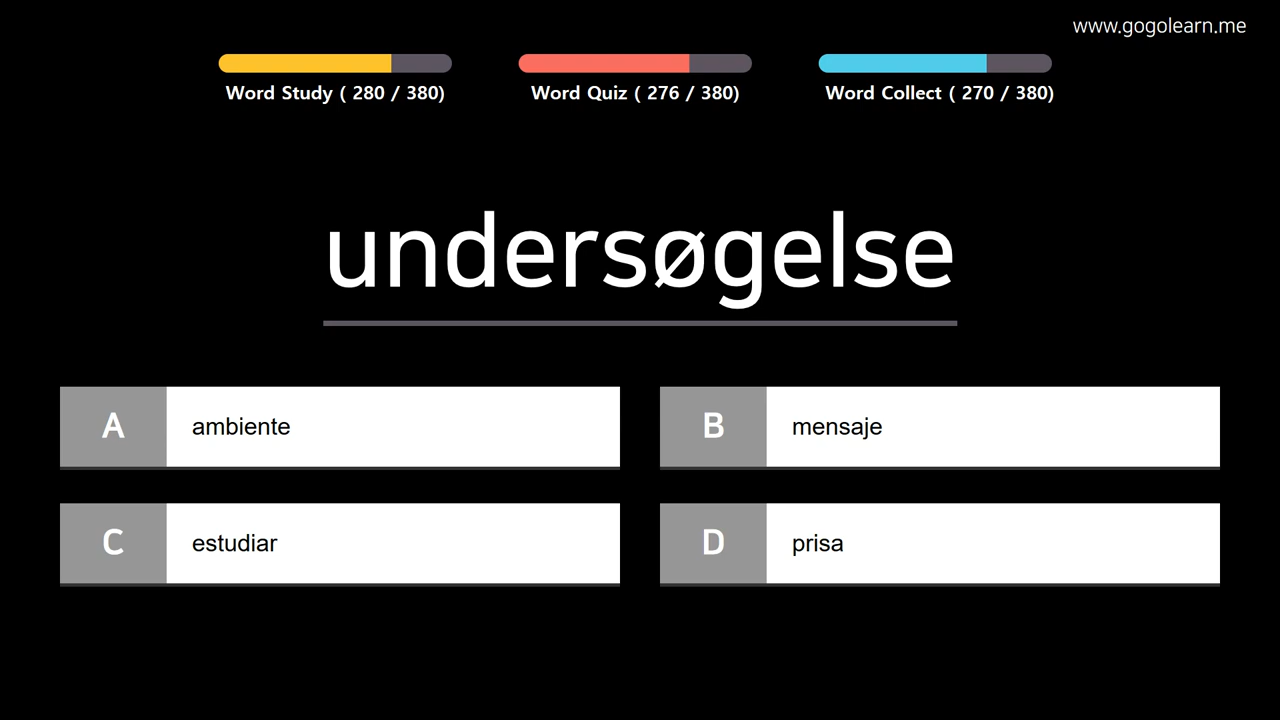 www.gogolearn.me
Word Study ( 280 / 380)
Word Quiz ( 276 / 380)
Word Collect ( 270 / 380)
undersøgelse
A ambiente
B mensaje
C estudiar
D prisa